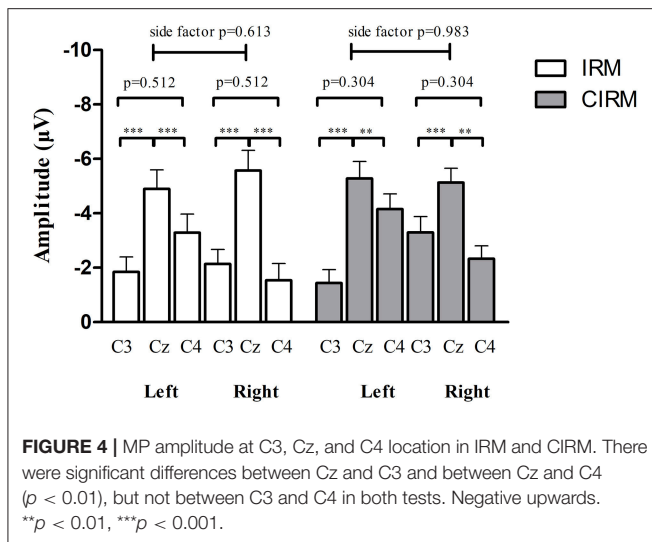 side factor p=0.613 side factor p=0.983
-10
-8
-6
-4
-2
0
Amplitude (µV)
IRM
CIRM
p=0.512 p=0.512 p=0.304 p=0.304
*** *** *** *** *** ** *** **
C3 Cz C4 C3 Cz C4 C3 Cz C4 C3 Cz C4
Left Right Left Right
FIGURE 4 | MP amplitude at C3, Cz, and C4 location in IRM and CIRM. There
were significant differences between Cz and C3 and between Cz and C4
(p < 0.01), but not between C3 and C4 in both tests. Negative upwards.
**p < 0.01, ***p < 0.001.